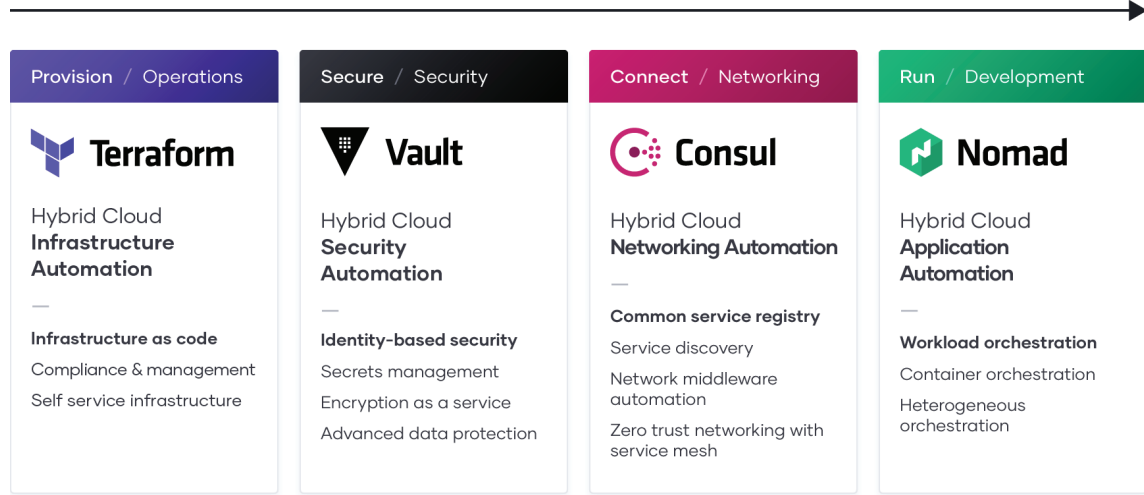 Provision / Operations
Terraform
Hybrid Cloud
Infrastructure
Automation
—
Infrastructure as code
Compliance & management
Self service infrastructure
Secure / Security
Vault
Hybrid Cloud
Security
Automation
—
Identity-based security
Secrets management
Encryption as a service
Advanced data protection
Connect / Networking
Consul
Hybrid Cloud
Networking Automation
—
Common service registry
Service discovery
Network middleware
automation
Zero trust networking with
service mesh
Run / Development
Nomad
Hybrid Cloud
Application
Automation
—
Workload orchestration
Container orchestration
Heterogeneous
orchestration